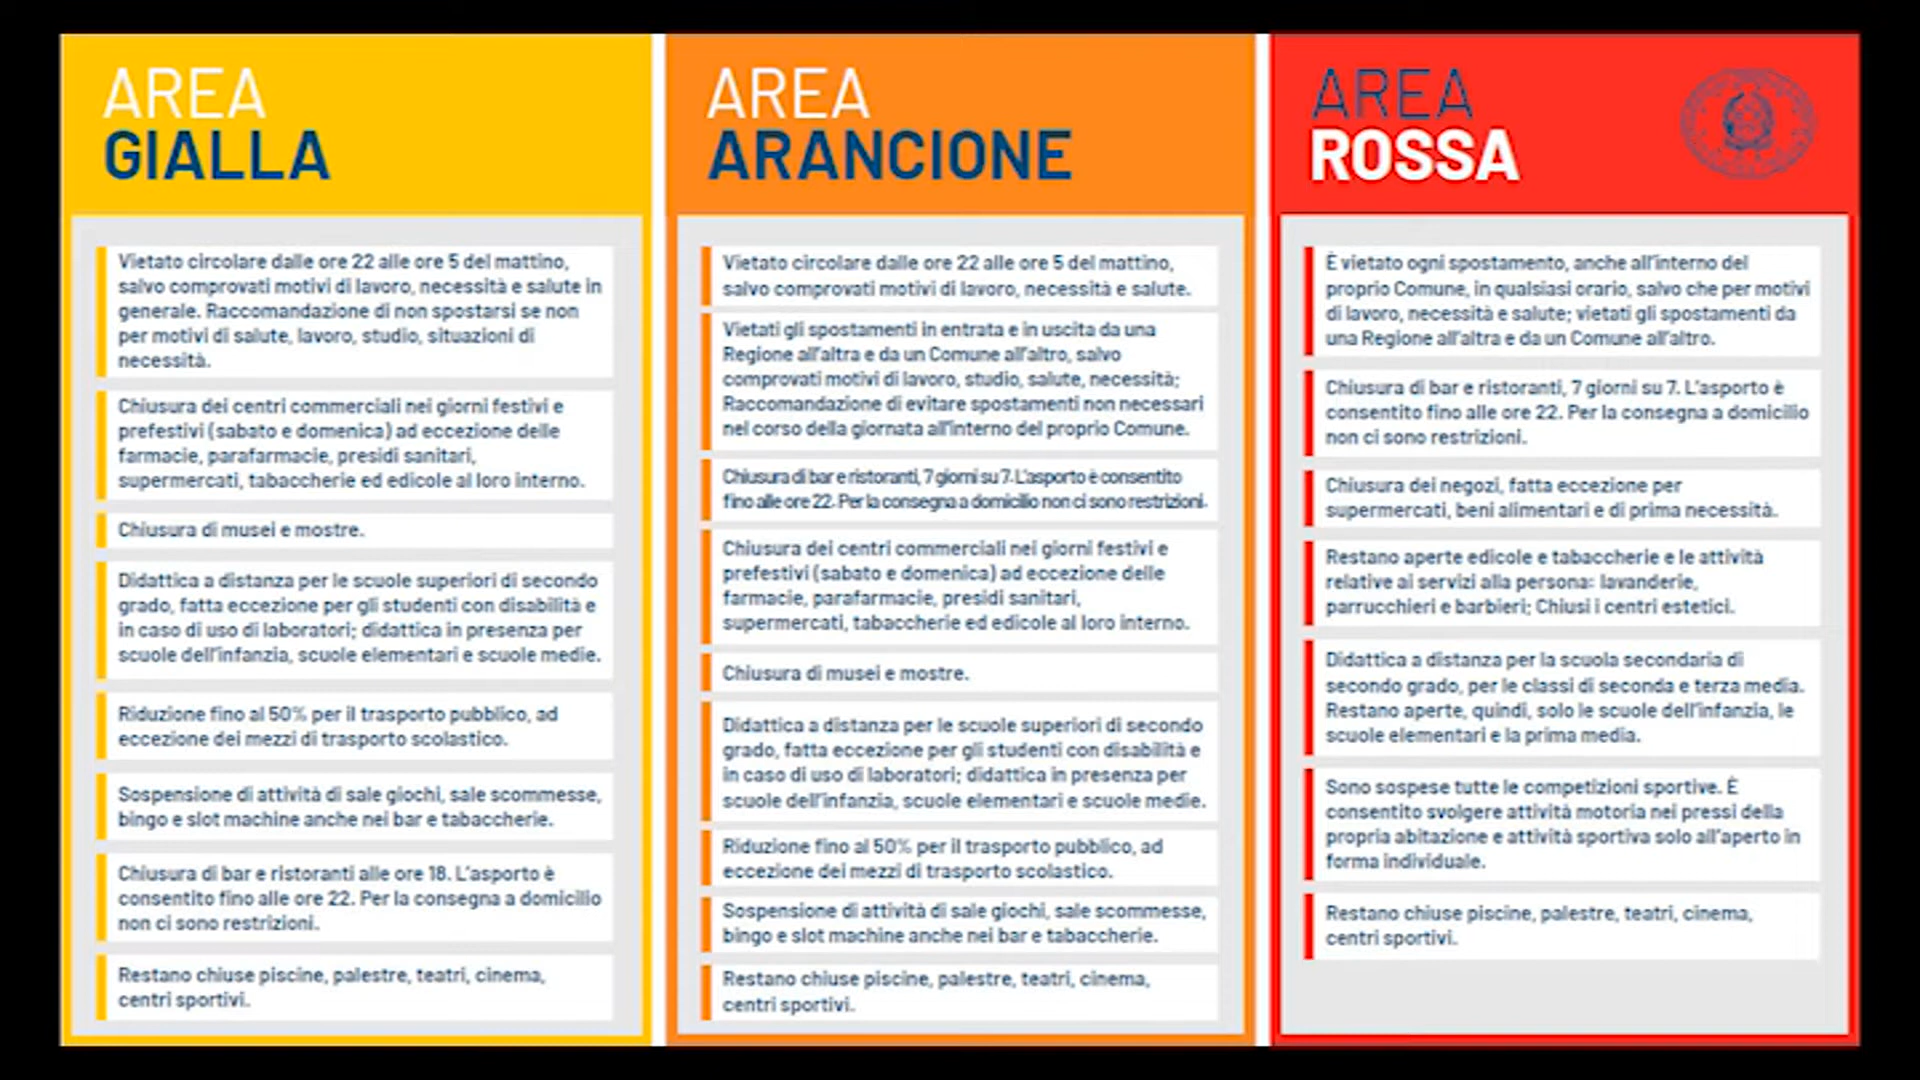 AREA
GIALLA
Vietato circolare dalle ore 22 alle ore 5 del mattino,
salvo comprovati motivi di lavoro, necessità e salute in
generale. Raccomandazione di non spostarsi se non
per motivi di salute, lavoro, studio, situazioni di
necessità.
Chiusura dei centri commerciali nei giorni festivi e
prefestivi (sabato e domenica) ad eccezione delle
farmacie, parafarmacie, presidi sanitari,
supermercati, tabaccherie ed edicole al loro interno.
Chiusura di musei e mostre.
Didattica a distanza per le scuole superiori di secondo
grado, fatta eccezione per gli studenti con disabilità e
in caso di uso di laboratori; didattica in presenza per
scuole dell'infanzia, scuole elementari e scuole medie.
Riduzione fino al 50% per il trasporto pubblico, ad
eccezione dei mezzi di trasporto scolastico.
Sospensione di attività di sale giochi, sale scommesse,
bingo e slot machine anche nei bar e tabaccherie.
Chiusura di bar e ristoranti alle ore 18. L'asporto è
consentito fino alle ore 22. Per la consegna a domicilio
non ci sono restrizioni.
Restano chiuse piscine, palestre, teatri, cinema,
centri sportivi.
AREA
ARANCIONE
Vietato circolare dalle ore 22 alle ore 5 del mattino,
salvo comprovati motivi di lavoro, necessità e salute.
Vietati gli spostamenti in entrata e in uscita da una
Regione all'altra e da un Comune all'altro, salvo
comprovati motivi di lavoro, studio, salute, necessità;
Raccomandazione di evitare spostamenti non necessari
nel corso della giornata all'interno del proprio Comune.
Chiusura di bar e ristoranti, 7 giorni su 7. L'asporto è consentito
fino alle ore 22. Per la consegna a domicilio non ci sono restrizioni.
Chiusura dei centri commerciali nei giorni festivi e
prefestivi (sabato e domenica) ad eccezione delle
farmacie, parafarmacie, presidi sanitari,
supermercati, tabaccherie ed edicole al loro interno.
Chiusura di musei e mostre.
Didattica a distanza per le scuole superiori di secondo
grado, fatta eccezione per gli studenti con disabilità e
in caso di uso di laboratori; didattica in presenza per
scuole dell'infanzia, scuole elementari e scuole medie.
Riduzione fino al 50% per il trasporto pubblico, ad
eccezione dei mezzi di trasporto scolastico.
Sospensione di attività di sale giochi, sale scommesse,
bingo e slot machine anche nei bar e tabaccherie.
Restano chiuse piscine, palestre, teatri, cinema,
centri sportivi.
AREA
ROSSA
È vietato ogni spostamento, anche all'interno del
proprio Comune, in qualsiasi orario, salvo che per motivi
di lavoro, necessità e salute; vietati gli spostamenti da
una Regione all'altra e da un Comune all'altro.
Chiusura di bar e ristoranti, 7 giorni su 7. L'asporto è
consentito fino alle ore 22. Per la consegna a domicilio
non ci sono restrizioni.
Chiusura dei negozi, fatta eccezione per
supermercati, beni alimentari e di prima necessità.
Restano aperte edicole e tabaccherie e le attività
relative ai servizi alla persona: lavanderie,
parrucchieri e barbieri; Chiusi i centri estetici.
Didattica a distanza per la scuola secondaria di
secondo grado, per le classi di seconda e terza media.
Restano aperte, quindi, solo le scuole dell'infanzia, le
scuole elementari e la prima media.
Sono sospese tutte le competizioni sportive. È
consentito svolgere attività motoria nei pressi della
propria abitazione e attività sportiva solo all'aperto in
forma individuale.
Restano chiuse piscine, palestre, teatri, cinema,
centri sportivi.